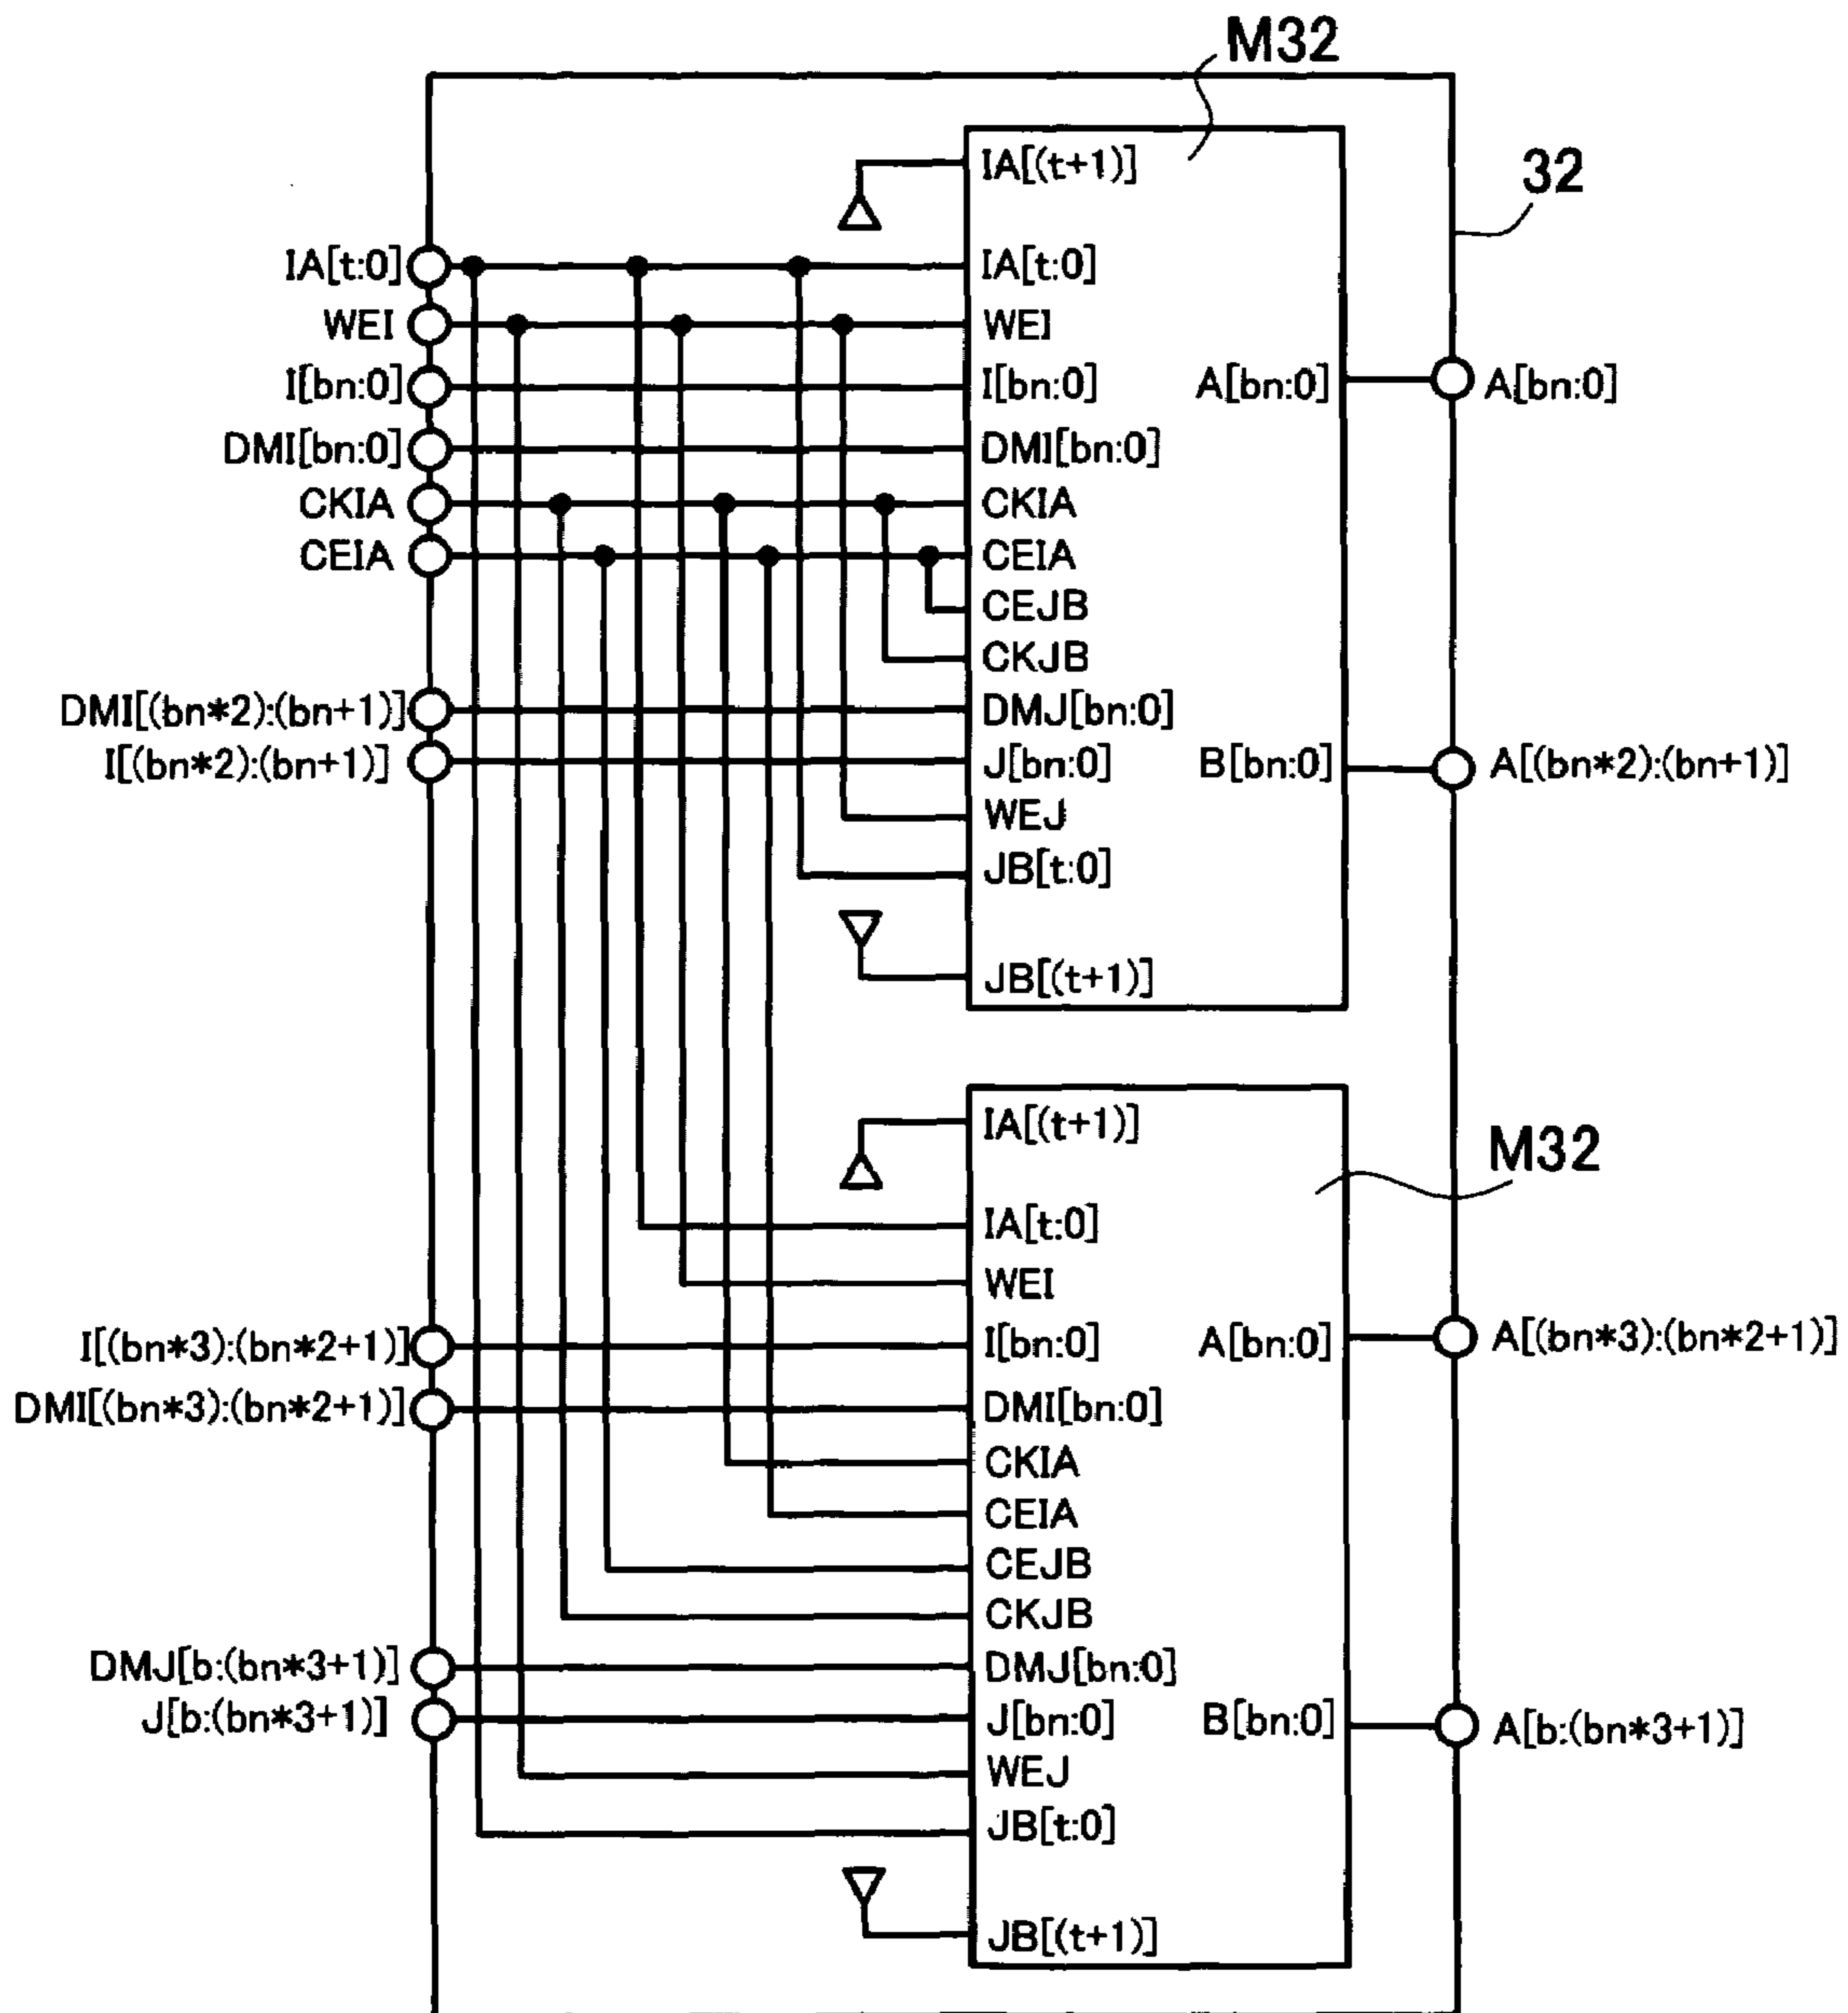 M32
32
IA[(t+1)]
IA[t:0]
IA[t:0]
WEI
WEI
I[bn:0]
I[bn:0]
A[bn:0]
A[bn:0]
DMI[bn:0]
DMI[bn:0]
CKIA
CKIA
CEIA
CEIA
CEJB
CKJB
DMI[(bn*2):(bn+1)]
DMJ[bn:0]
I[(bn*2):(bn+1)]
J[bn:0]
B[bn:0]
A[(bn*2):(bn+1)]
WEJ
JB[t:0]
JB[(t+1)]
IA[(t+1)]
M32
IA[t:0]
WEI
I[(bn*3):(bn*2+1)]
I[bn:0]
A[bn:0]
A[(bn*3):(bn*2+1)]
DMI[(bn*3):(bn*2+1)]
DMI[bn:0]
CKIA
CEIA
CEJB
CKJB
DMJ[b:(bn*3+1)]
DMJ[bn:0]
J[b:(bn*3+1)]
J[bn:0]
B[bn:0]
A[b:(bn*3+1)]
WEJ
JB[t:0]
JB[(t+1)]